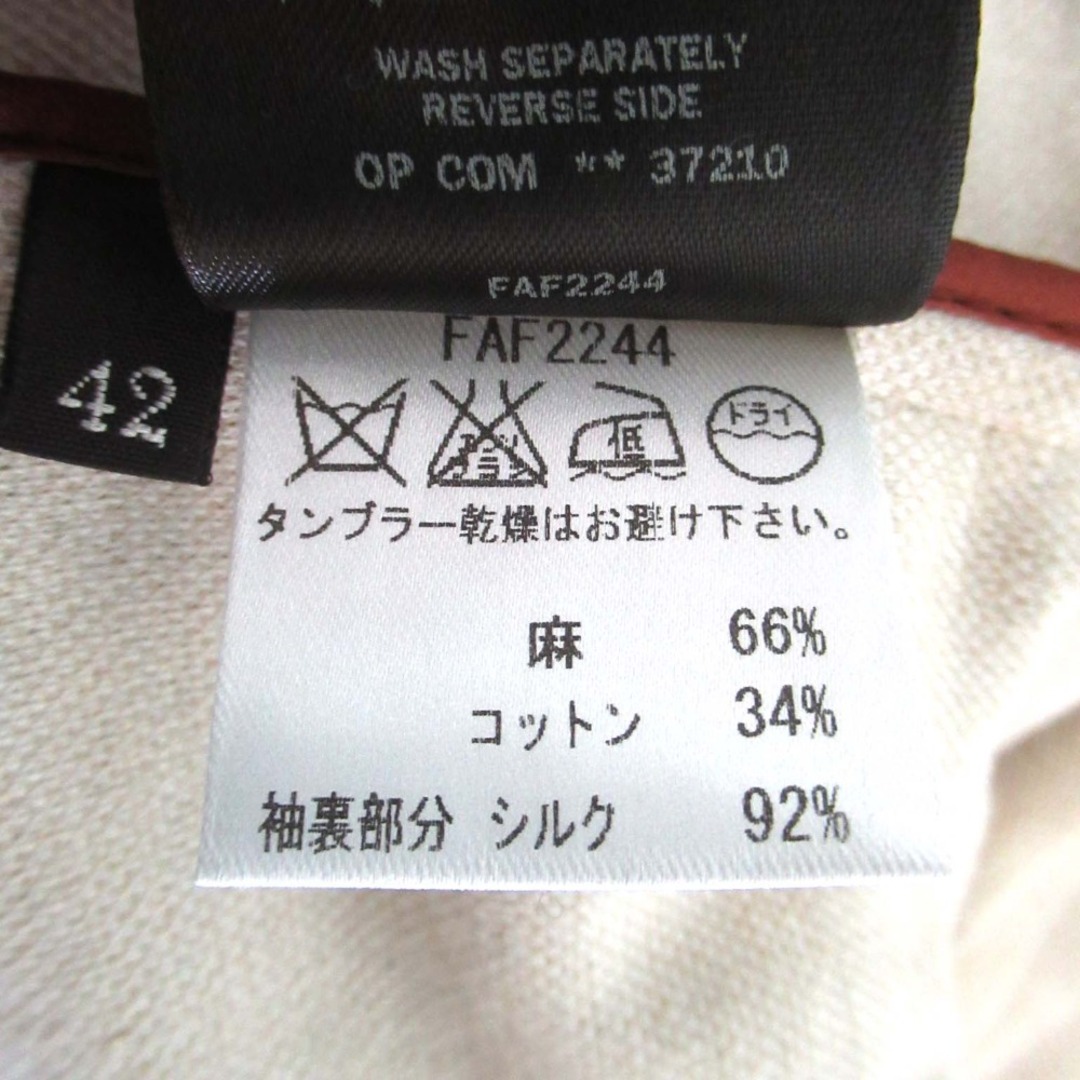 WASH SEPARATELY
REVERSE SIDE
OP COM ** 37210
FAF2244
42
FAF2244
低
ドライ
タンブラー乾燥はお避け下さい。
麻 66%
コットン 34%
袖裏部分 シルク 92%